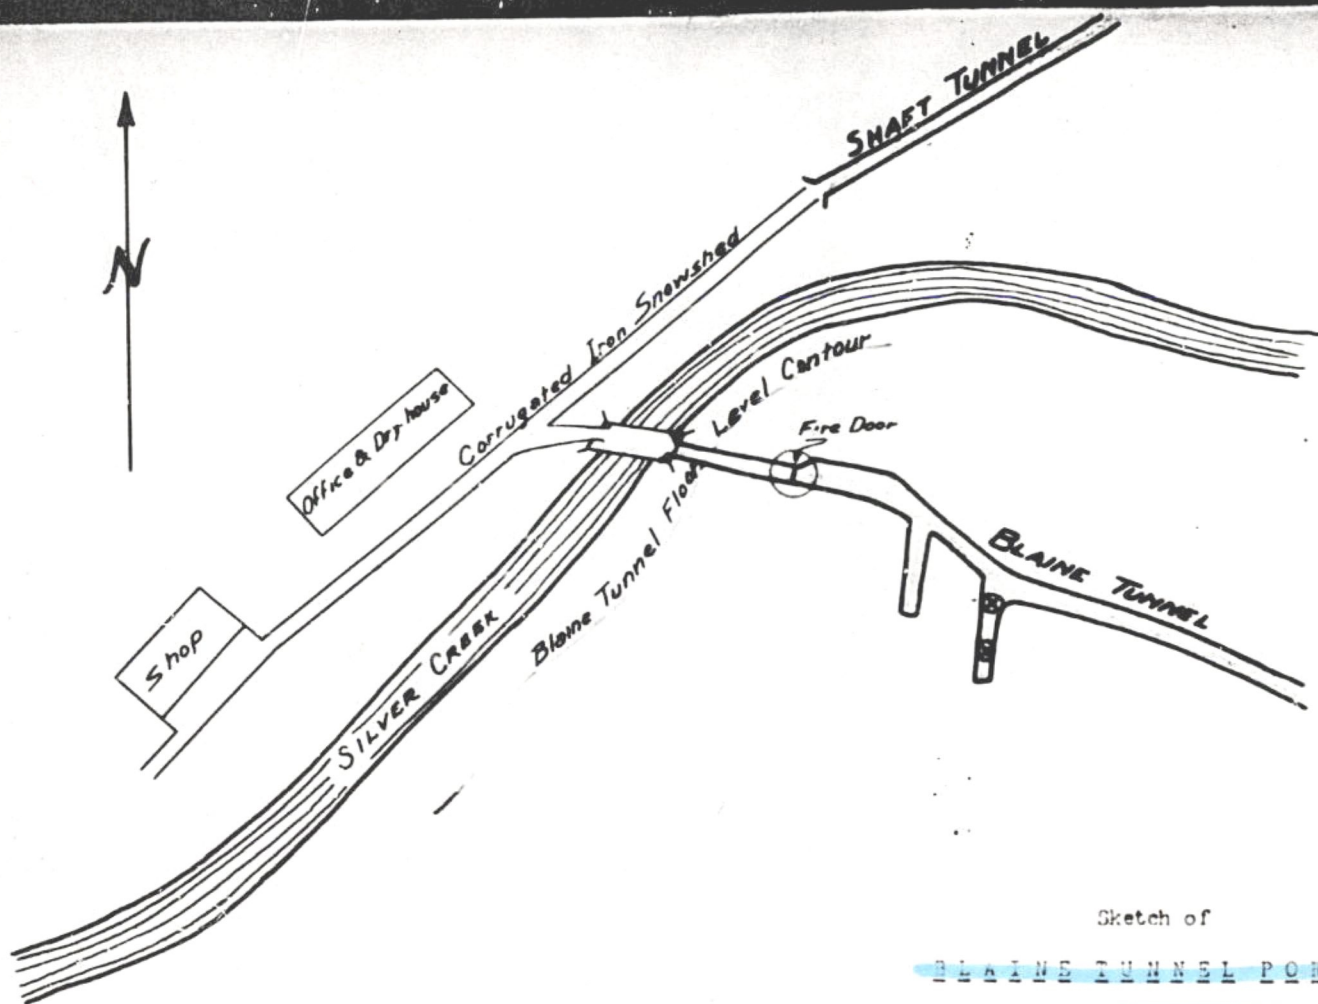 SHAFT TUNNEL
N
Corrugated Iron Snowshed
Level Contour
Office & Dry house
Fire Door
Blaine Tunnel Floor
BLAINE TUNNEL
Shop
SILVER CREEK
Sketch of
BLAINE TUNNEL POR